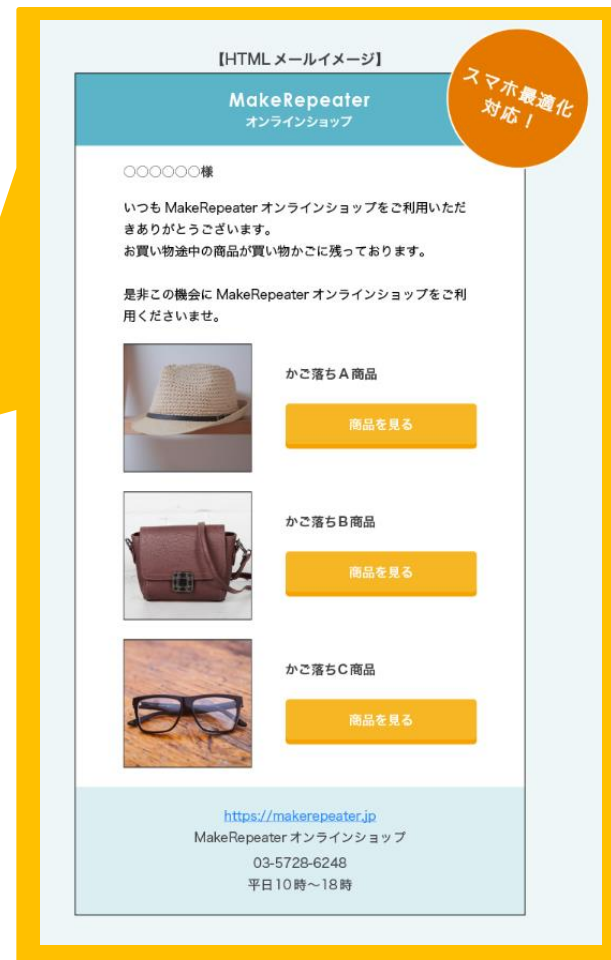 【HTMLメールイメージ】
スマホ最適化
対応！
MakeRepeater
オンラインショップ
○○○○○○様
いつも MakeRepeater オンラインショップをご利用いただ
きありがとうございます。
お買い物途中の商品が買い物かごに残っております。
是非この機会に MakeRepeater オンラインショップをご利
用くださいませ。
かご落ちA商品
商品を見る
かご落ちB商品
商品を見る
かご落ちC商品
商品を見る
https://makerepeater.jp
MakeRepeater オンラインショップ
03-5728-6248
平日10時〜18時